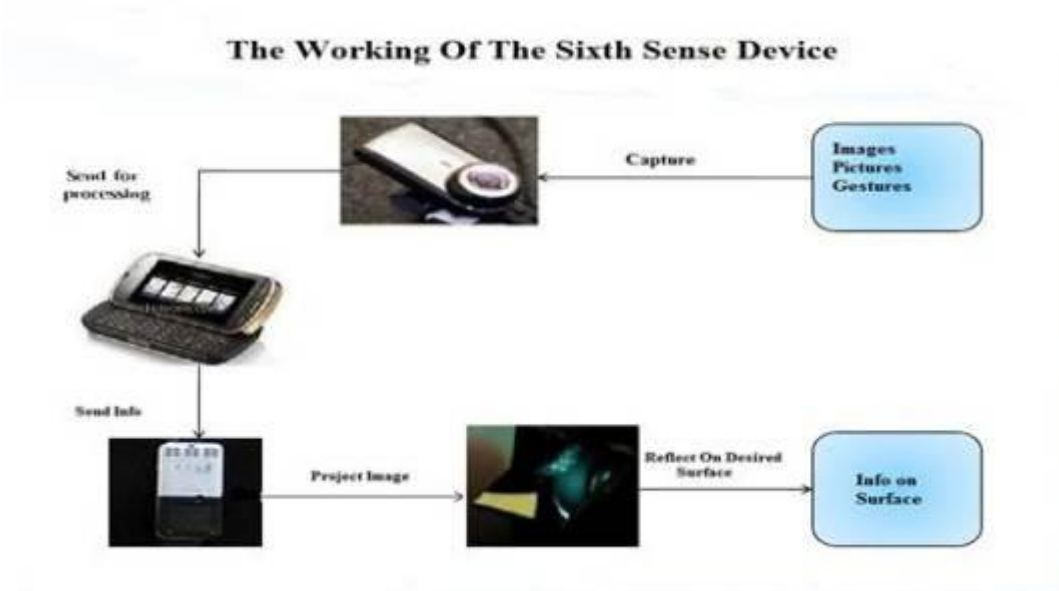 The Working Of The Sixth Sense Device
Images
Pictures
Gestures
Capture
Send for
processing
Send Info
Project Image
Reflect On Desired
Surface
Info on
Surface